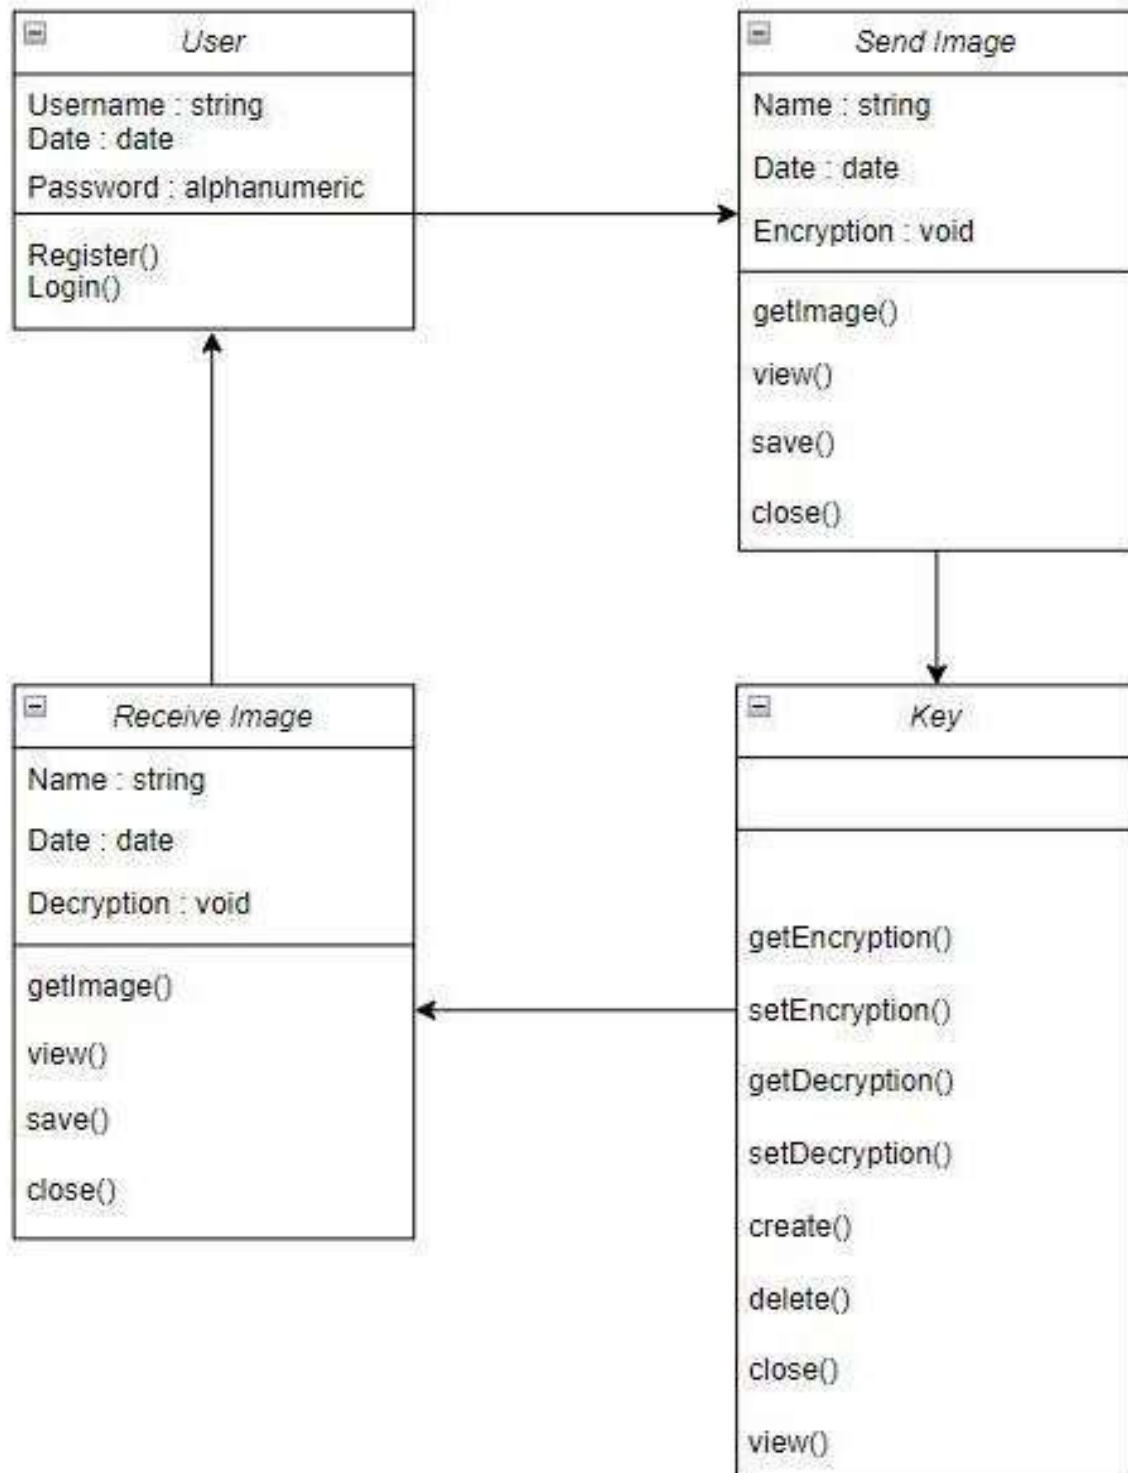 User
Username : string
Date : date
Password : alphanumeric
Register()
Login()
Send Image
Name : string
Date : date
Encryption : void
getImage()
view()
save()
close()
Receive Image
Name : string
Date : date
Decryption : void
getImage()
view()
save()
close()
Key
getEncryption()
setEncryption()
getDecryption()
setDecryption()
create()
delete()
close()
view()